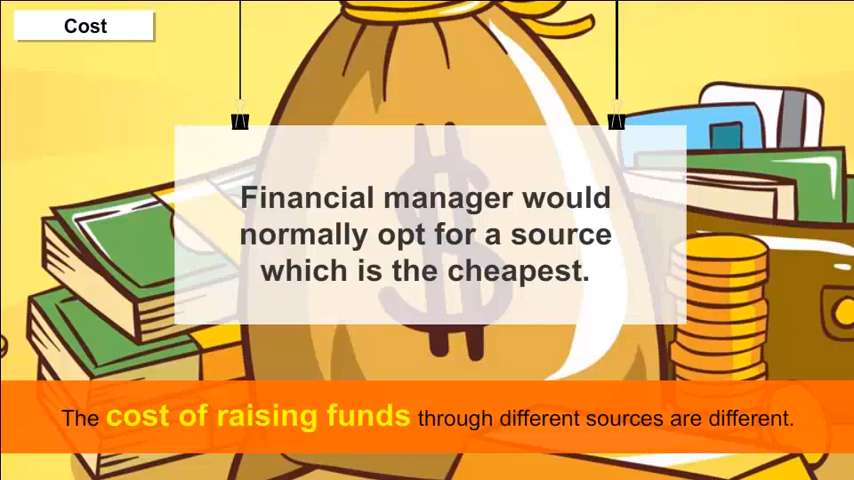 Cost
Financial manager would
normally opt for a source
which is the cheapest.
The cost of raising funds through different sources are different.